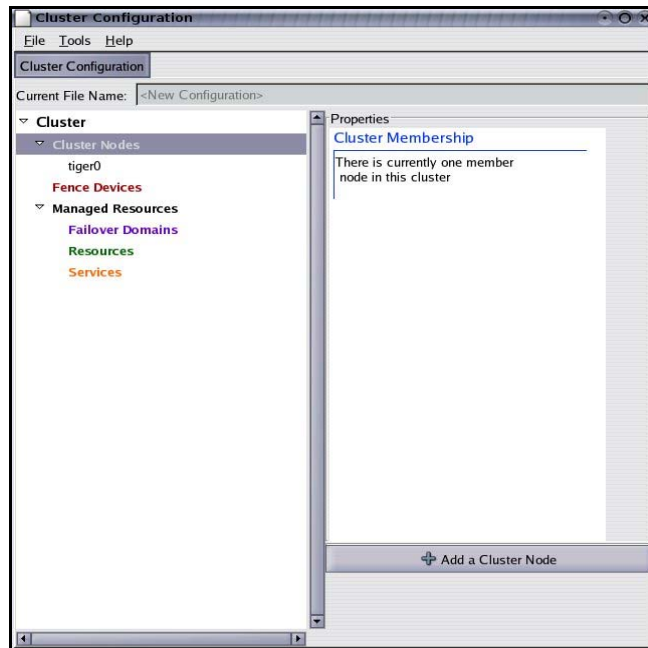 Cluster Configuration
File Tools Help
Cluster Configuration
Current File Name: <New Configuration>
Cluster
Cluster Nodes
tiger0
Fence Devices
Managed Resources
Failover Domains
Resources
Services
Properties
Cluster Membership
There is currently one member
node in this cluster
Add a Cluster Node